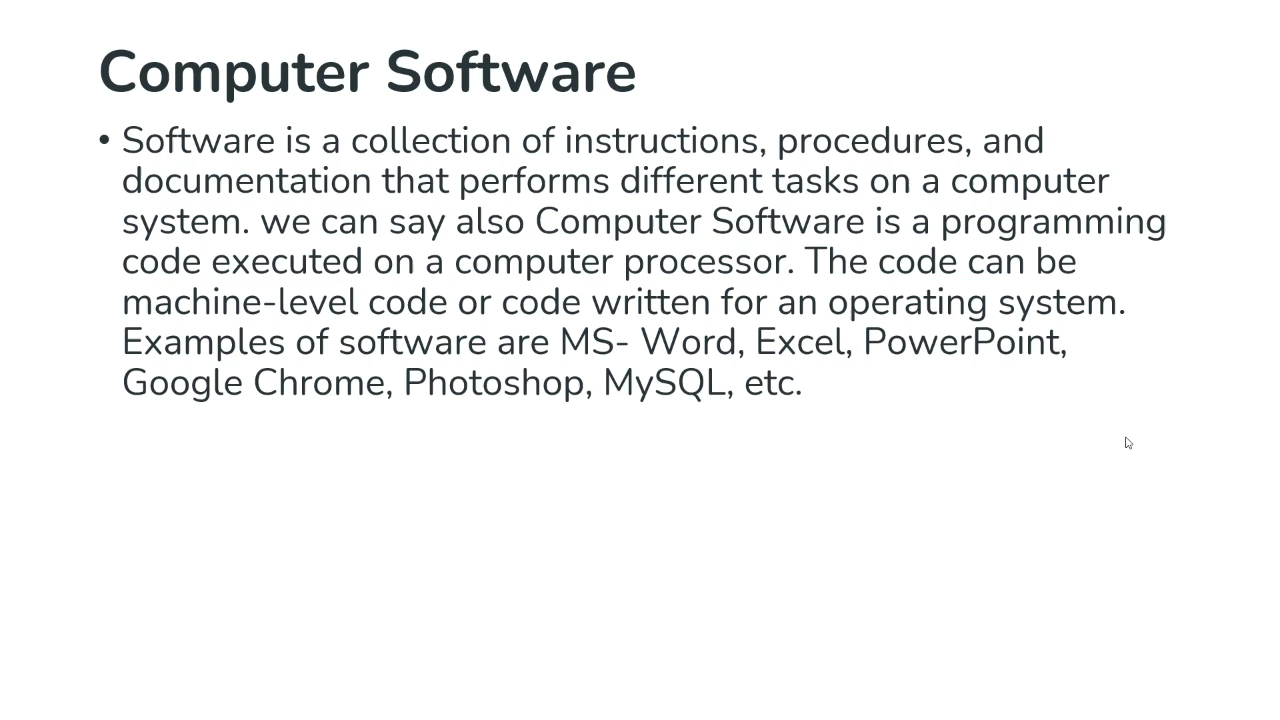 Computer Software
• Software is a collection of instructions, procedures, and
documentation that performs different tasks on a computer
system. we can say also Computer Software is a programming
code executed on a computer processor. The code can be
machine-level code or code written for an operating system.
Examples of software are MS- Word, Excel, PowerPoint,
Google Chrome, Photoshop, MySQL, etc.